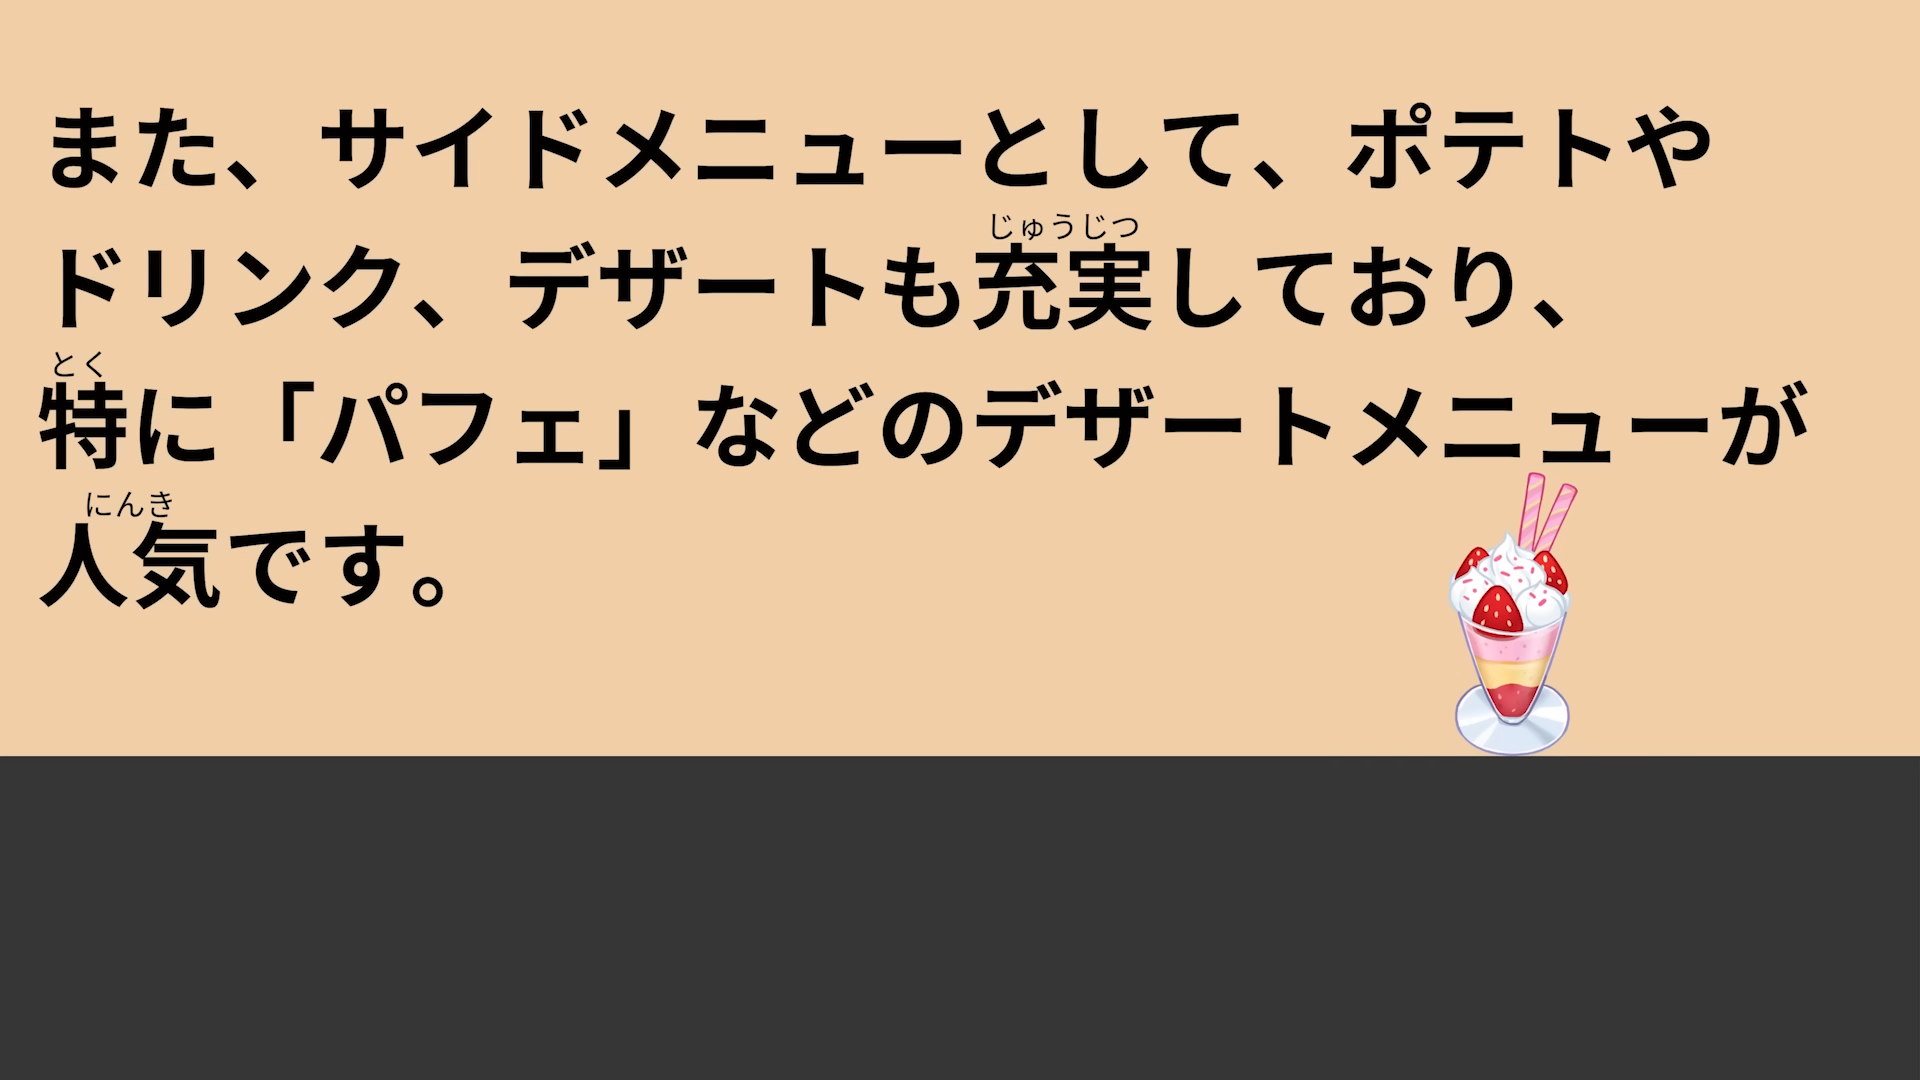 また、サイドメニューとして、ポテトや
じゅうじつ
ドリンク、デザートも充実しており、
とく
特に「パフェ」などのデザートメニューが
にんき
人気です。